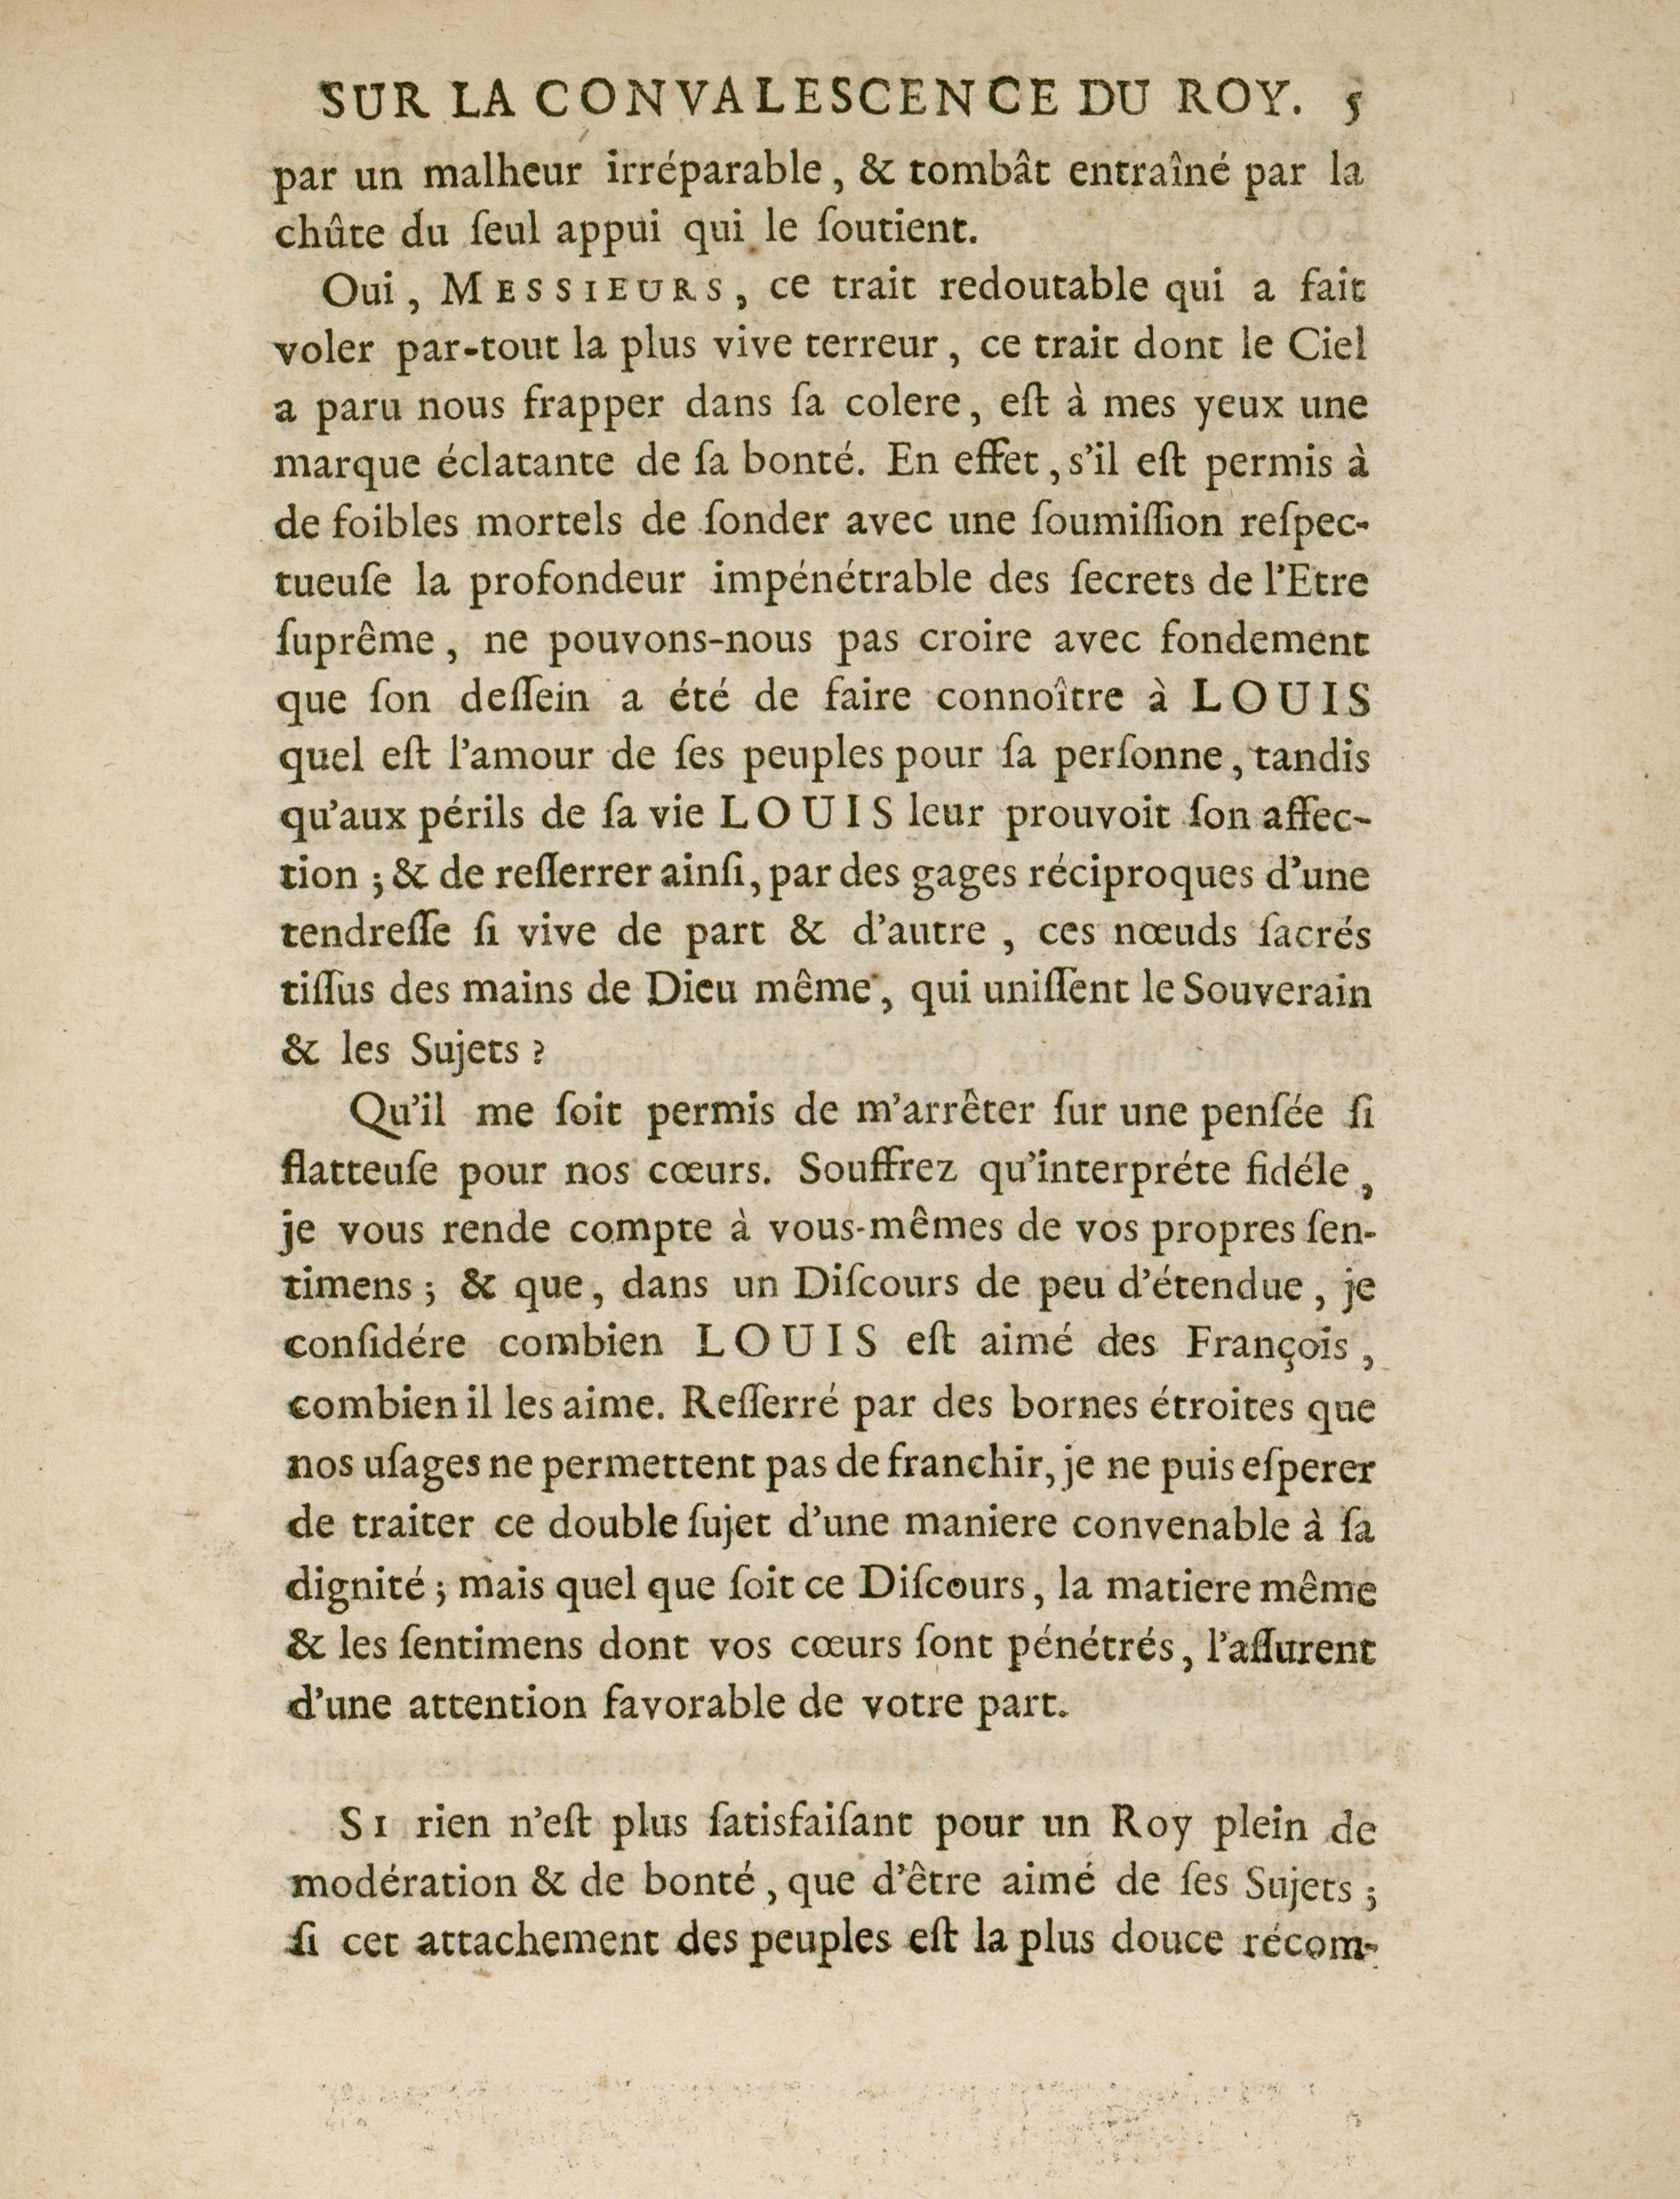 SUR LA CONVALESCENCE DU ROY. 5
par un malheur irréparable, & tombât entraîné par la
chûte du ſeul appui qui le ſoutient.
Oui, MESSIEURS, ce trait redoutable qui a fait
voler par-tout la plus vive terreur, ce trait dont le Ciel
a paru nous frapper dans ſa colere, eſt à mes yeux une
marque éclatante de ſa bonté. En effet, s'il eſt permis à
de foibles mortels de ſonder avec une ſoumiſſion reſpec-
tueuſe la profondeur impénétrable des ſecrets de l'Etre
ſuprême, ne pouvons-nous pas croire avec fondement
que ſon deſſein a été de faire connoître à LOUIS
quel eſt l'amour de ſes peuples pour ſa perſonne, tandis
qu'aux périls de ſa vie LOUIS leur prouvoit ſon affec-
tion ; & de reſſerrer ainſi, par des gages réciproques d'une
tendreſſe ſi vive de part & d'autre, ces nœuds ſacrés
tiſſus des mains de Dieu même, qui uniſſent le Souverain
& les Sujets ?
Qu'il me ſoit permis de m'arrêter ſur une penſée ſi
flatteuſe pour nos cœurs. Souffrez qu'interpréte fidéle,
je vous rende compte à vous-mêmes de vos propres ſen-
timens ; & que, dans un Diſcours de peu d'étendue, je
conſidére combien LOUIS eſt aimé des François,
combien il les aime. Reſſerré par des bornes étroites que
nos uſages ne permettent pas de franchir, je ne puis eſperer
de traiter ce double ſujet d'une maniere convenable à ſa
dignité ; mais quel que ſoit ce Diſcours, la matiere même
& les ſentimens dont vos cœurs ſont pénétrés, l'aſſurent
d'une attention favorable de votre part.
SI rien n'eſt plus ſatisfaiſant pour un Roy plein de
modération & de bonté, que d'être aimé de ſes Sujets ;
ſi cet attachement des peuples eſt la plus douce récom-